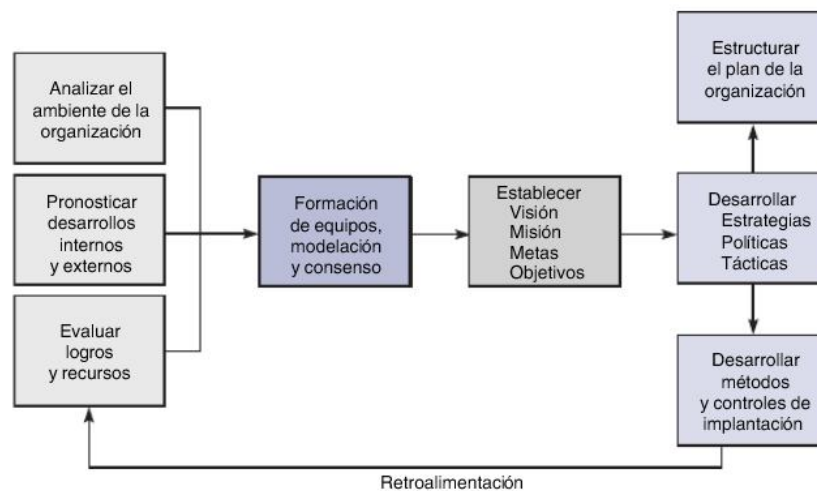 Analizar el
ambiente de la
organización
Pronosticar
desarrollos
internos
y externos
Evaluar
logros
y recursos
Formación
de equipos,
modelación
y consenso
Establecer
Visión
Misión
Metas
Objetivos
Estructurar
el plan de la
organización
Desarrollar
Estrategias
Políticas
Tácticas
Desarrollar
métodos
y controles de
implantación
Retroalimentación